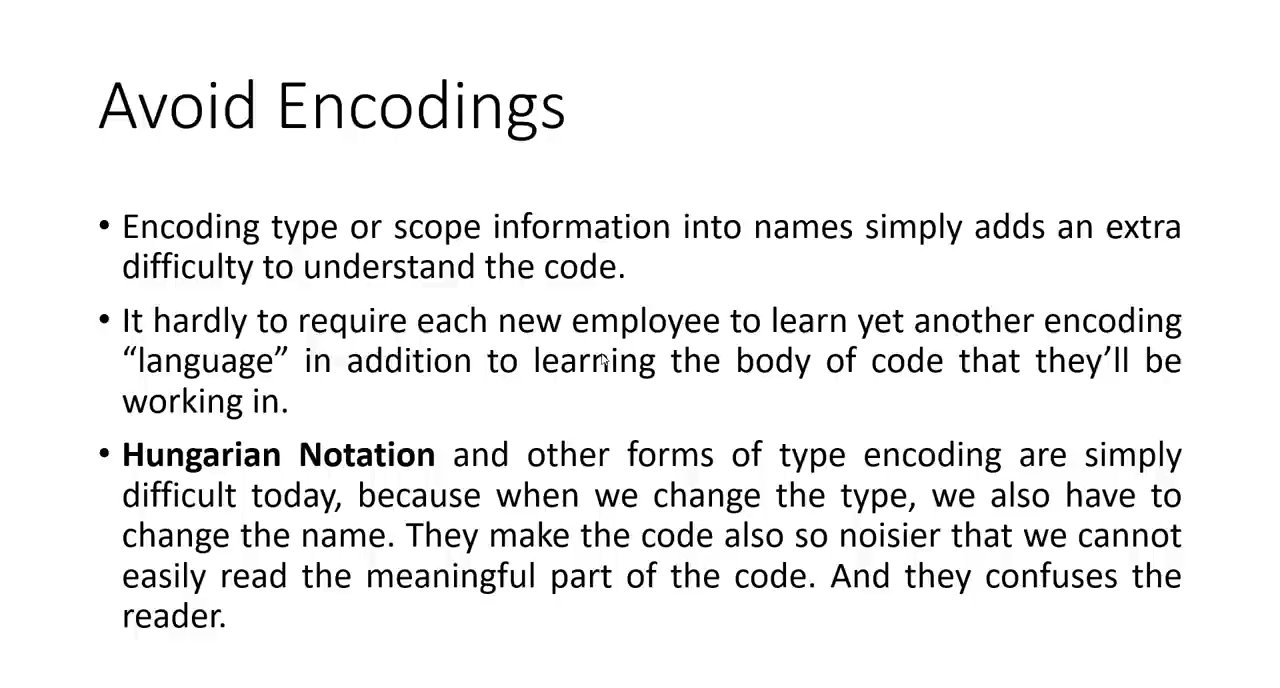 Avoid Encodings
• Encoding type or scope information into names simply adds an extra
difficulty to understand the code.
• It hardly to require each new employee to learn yet another encoding
“language” in addition to learning the body of code that they’ll be
working in.
• Hungarian Notation and other forms of type encoding are simply
difficult today, because when we change the type, we also have to
change the name. They make the code also so noisier that we cannot
easily read the meaningful part of the code. And they confuses the
reader.